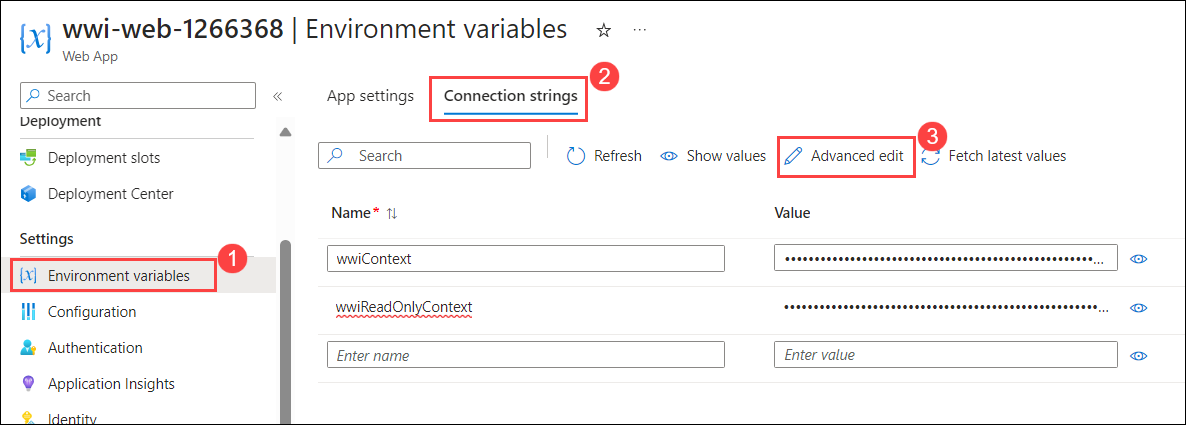 {x} wwi-web-1266368 | Environment variables ☆ ...
Web App
Search «
Deployment
Deployment slots
Deployment Center
Settings
{x} Environment variables 1
Configuration
Authentication
Application Insights
Identity
App settings Connection strings 2
Search Refresh Show values Advanced edit 3 Fetch latest values
Name* ↑↓ Value
wwiContext ••••••••••••••••••••••••••••••••••••••••••••••••••••...
wwiReadOnlyContext ••••••••••••••••••••••••••••••••••••••••••••••••••••...
Enter name Enter value